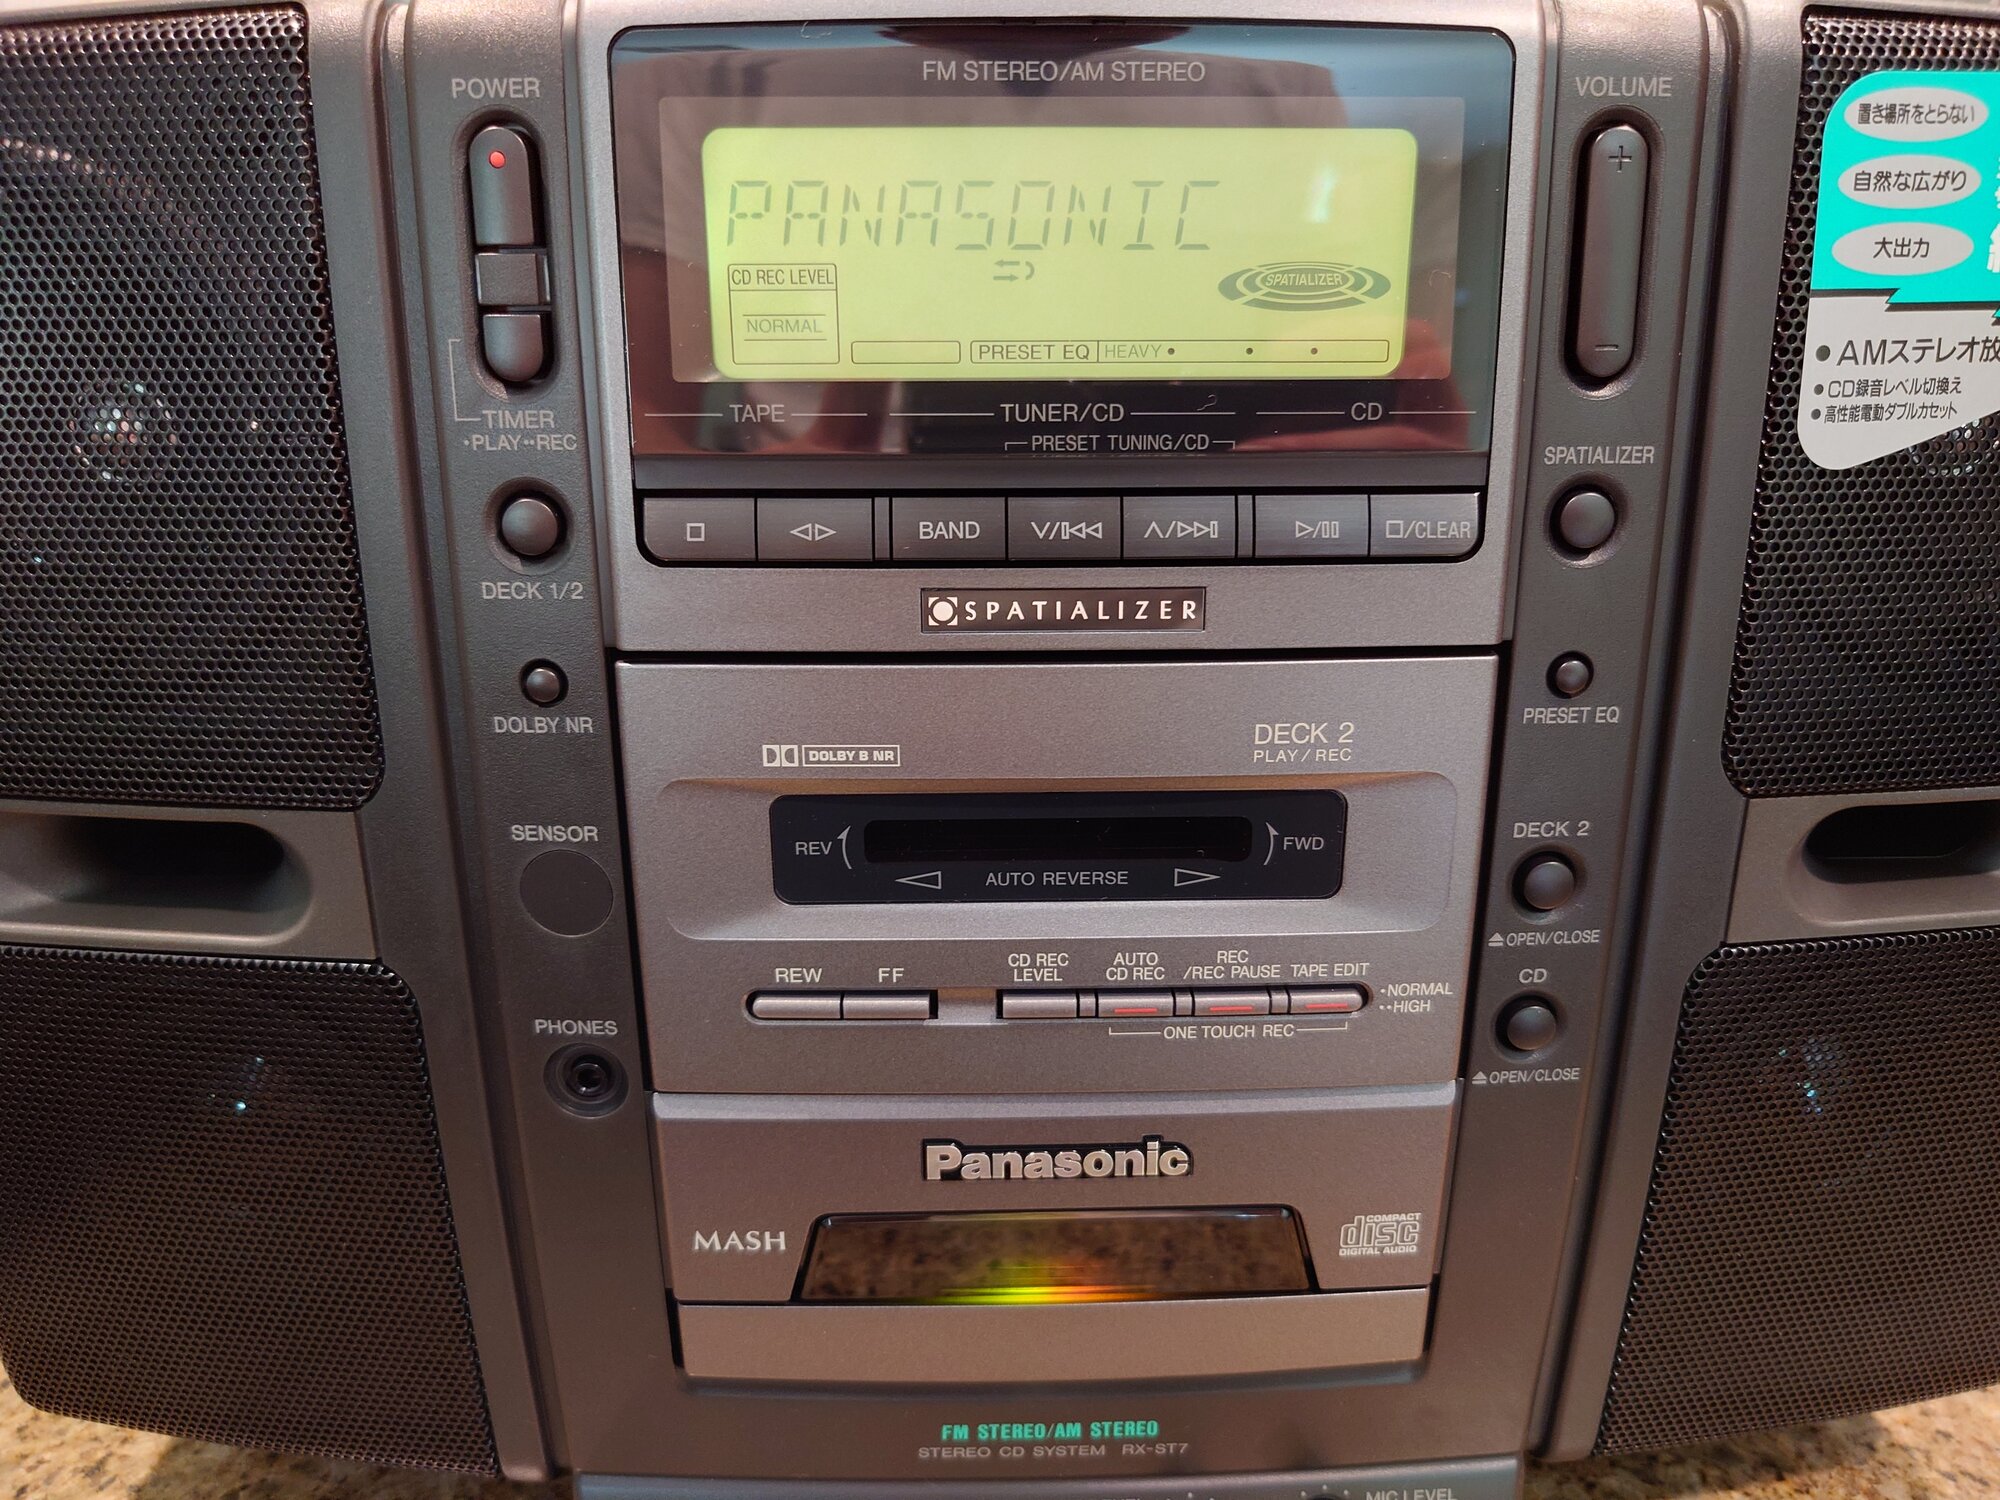 FM STEREO/AM STEREO
POWER
VOLUME
PANASONIC
CD REC LEVEL
NORMAL
SPATIALIZER
PRESET EQ HEAVY
TAPE
TUNER/CD
CD
PRESET TUNING/CD
TIMER
•PLAY••REC
BAND
/CLEAR
SPATIALIZER
DECK 1/2
SPATIALIZER
DOLBY NR
PRESET EQ
DOLBY B NR
DECK 2
PLAY/REC
SENSOR
DECK 2
REV
FWD
AUTO REVERSE
OPEN/CLOSE
REW
FF
CD REC
LEVEL
AUTO
CD REC
REC
/REC PAUSE
TAPE EDIT
•NORMAL
••HIGH
ONE TOUCH REC
CD
OPEN/CLOSE
PHONES
Panasonic
MASH
COMPACT
disc
DIGITAL AUDIO
FM STEREO/AM STEREO
STEREO CD SYSTEM RX-ST7
MIC LEVEL
置き場所をとらない
自然な広がり
大出力
●AMステレオ放
●CD録音レベル切換え
●高性能電動ダブルカセット